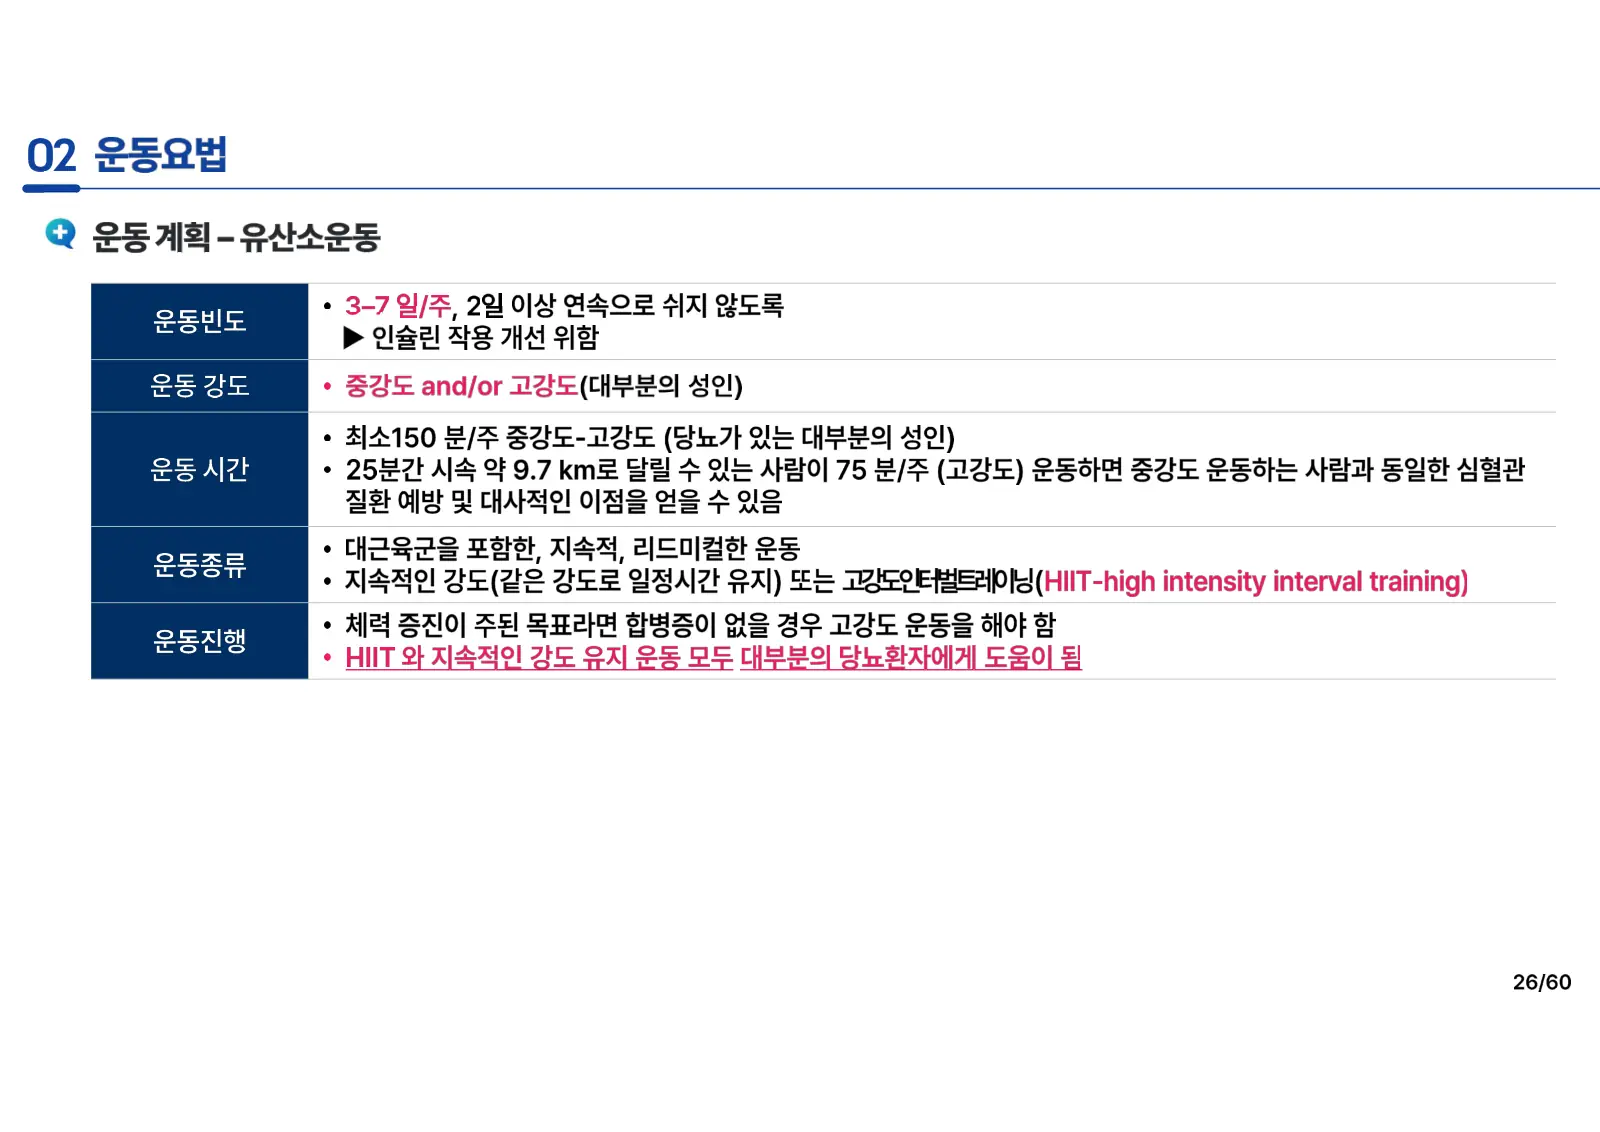 02 운동요법
운동 계획 – 유산소운동
운동빈도
• 3–7 일/주, 2일 이상 연속으로 쉬지 않도록
▶ 인슐린 작용 개선 위함
운동 강도
• 중강도 and/or 고강도(대부분의 성인)
운동 시간
• 최소150 분/주 중강도-고강도 (당뇨가 있는 대부분의 성인)
• 25분간 시속 약 9.7 km로 달릴 수 있는 사람이 75 분/주 (고강도) 운동하면 중강도 운동하는 사람과 동일한 심혈관
질환 예방 및 대사적인 이점을 얻을 수 있음
운동종류
• 대근육군을 포함한, 지속적, 리드미컬한 운동
• 지속적인 강도(같은 강도로 일정시간 유지) 또는 고강도인터벌트레이닝(HIIT-high intensity interval training)
운동진행
• 체력 증진이 주된 목표라면 합병증이 없을 경우 고강도 운동을 해야 함
• HIIT 와 지속적인 강도 유지 운동 모두 대부분의 당뇨환자에게 도움이 됨
26/60